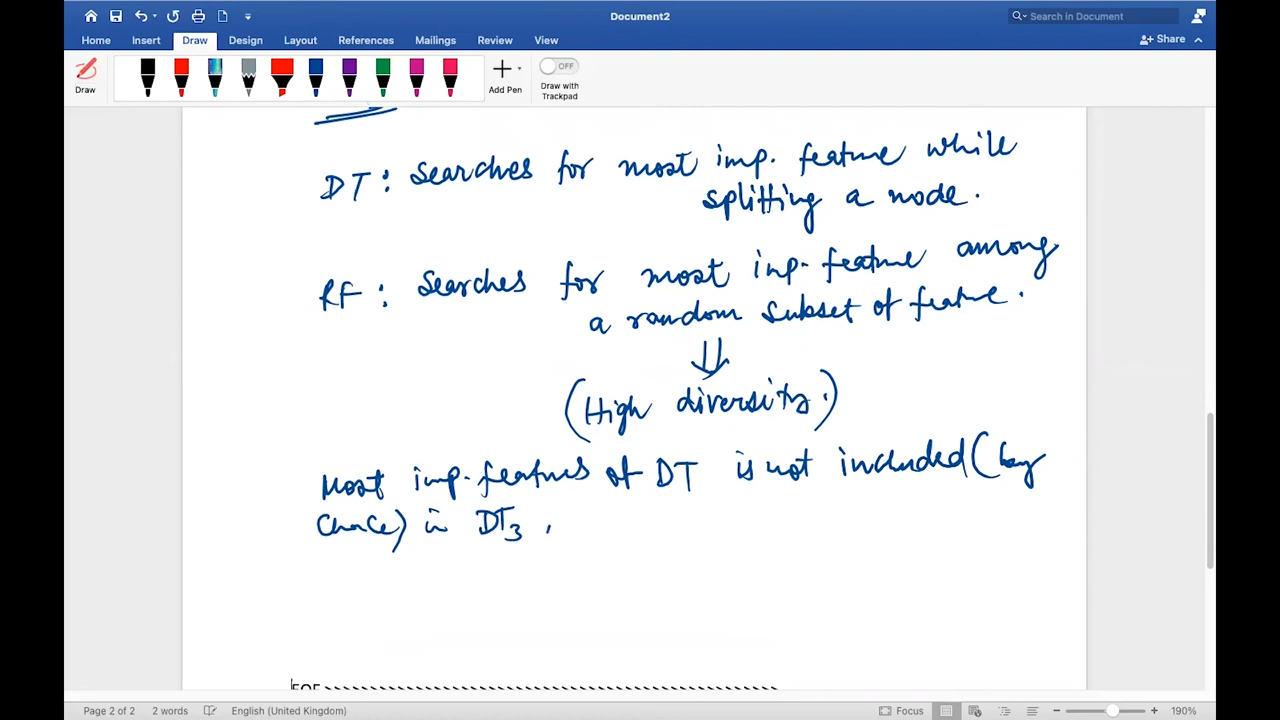 Document2
Search in Document
Home Insert Draw Design Layout References Mailings Review View
Share
Draw
Add Pen
OFF
Draw with
Trackpad
DT : Searches for most imp. feature while
splitting a node.
RF : Searches for most imp. feature among
a random subset of feature.
⇓
(High diversity.)
Most imp. features of DT is not included (by
chance) in DT3 ,
Page 2 of 2 2 words English (United Kingdom) Focus 190%